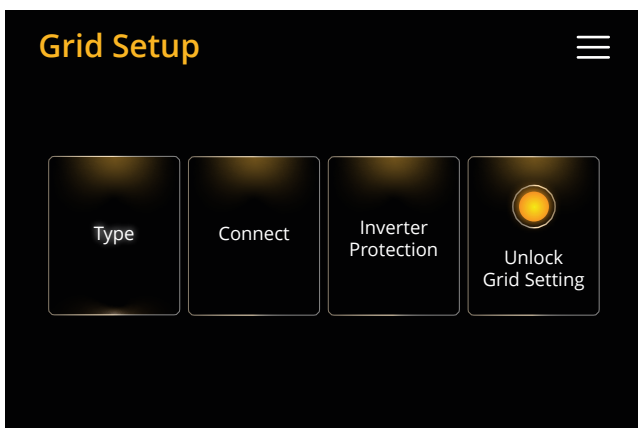 Grid Setup
Type
Connect
Inverter
Protection
Unlock
Grid Setting